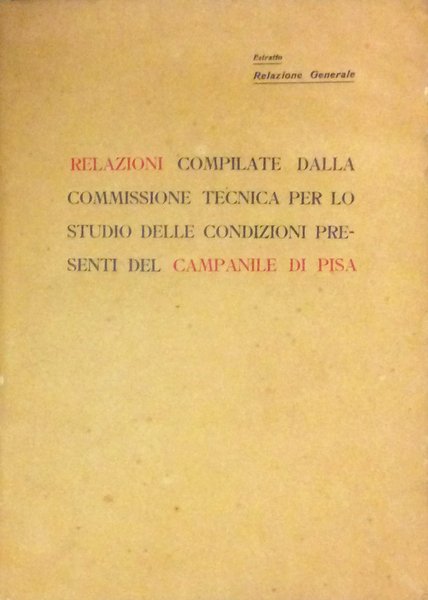 Estratto
Relazione Generale
RELAZIONI COMPILATE DALLA
COMMISSIONE TECNICA PER LO
STUDIO DELLE CONDIZIONI PRE-
SENTI DEL CAMPANILE DI PISA